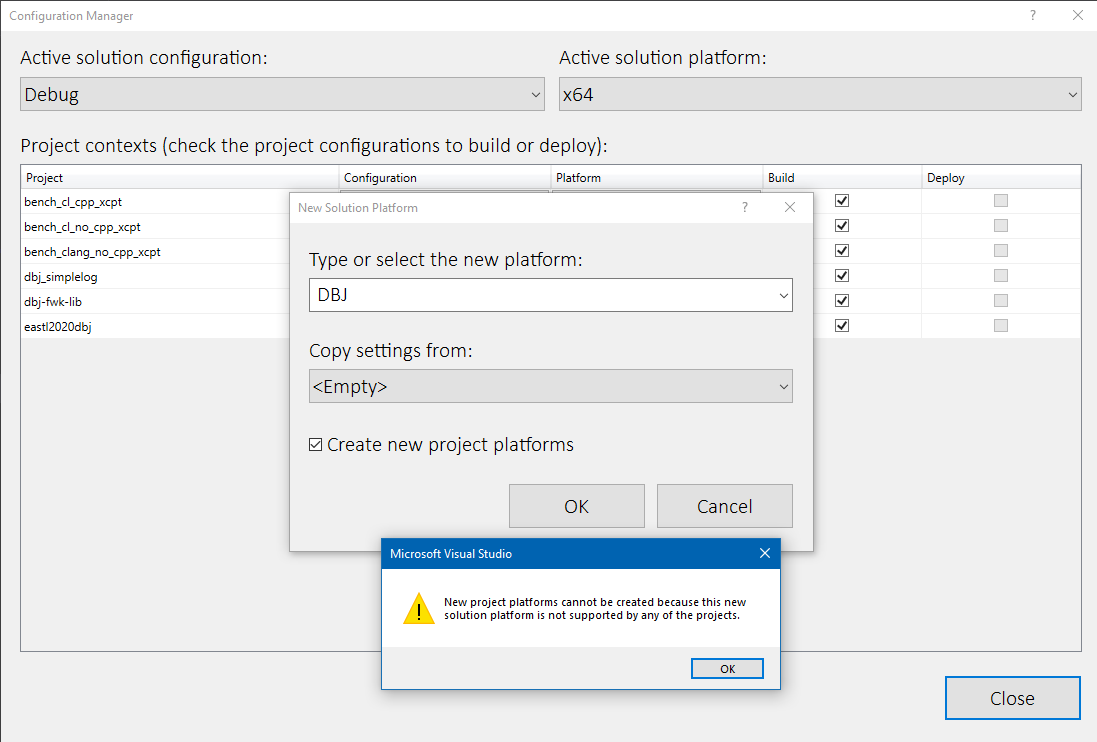 Configuration Manager
?
Active solution configuration:
Active solution platform:
Debug
x64
Project contexts (check the project configurations to build or deploy):
Project
Configuration
Platform
Build
Deploy
bench_cl_cpp_xcpt
bench_cl_no_cpp_xcpt
bench_clang_no_cpp_xcpt
dbj_simplelog
dbj-fwk-lib
eastl2020dbj
New Solution Platform
?
Type or select the new platform:
DBJ
Copy settings from:
<Empty>
Create new project platforms
OK
Cancel
Microsoft Visual Studio
New project platforms cannot be created because this new
solution platform is not supported by any of the projects.
OK
Close